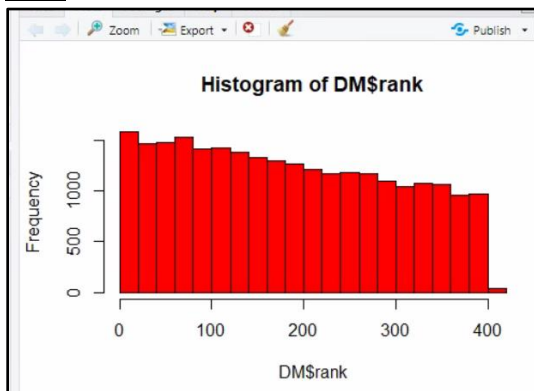 Zoom Export Publish
Histogram of DM$rank
Frequency
1000
500
0
0 100 200 300 400
DM$rank